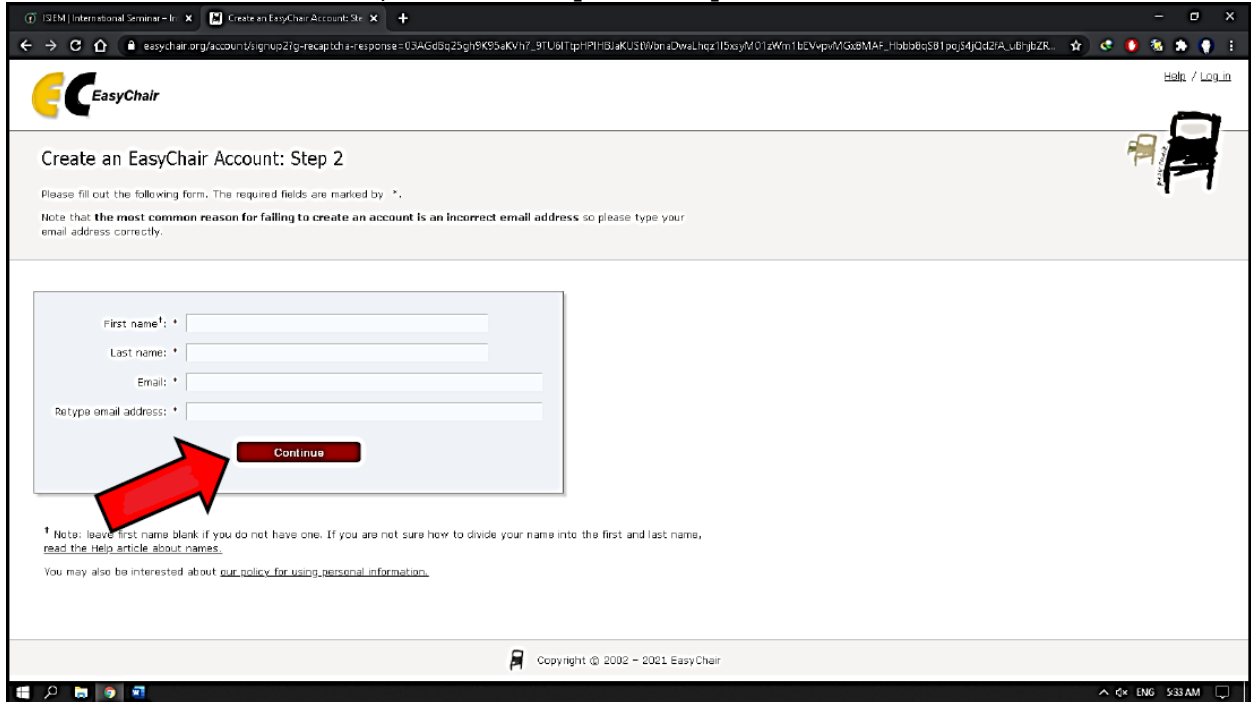 ISIEM | International Seminar – In
Create an EasyChair Account: Ste
Help / Log in
EasyChair
Create an EasyChair Account: Step 2
Please fill out the following form. The required fields are marked by *.
Note that the most common reason for failing to create an account is an incorrect email address so please type your
email address correctly.
First name†: *
Last name: *
Email: *
Retype email address: *
Continue
† Note: leave first name blank if you do not have one. If you are not sure how to divide your name into the first and last name,
read the Help article about names.
You may also be interested about our policy for using personal information.
Copyright © 2002 – 2021 EasyChair
ENG 5:33 AM